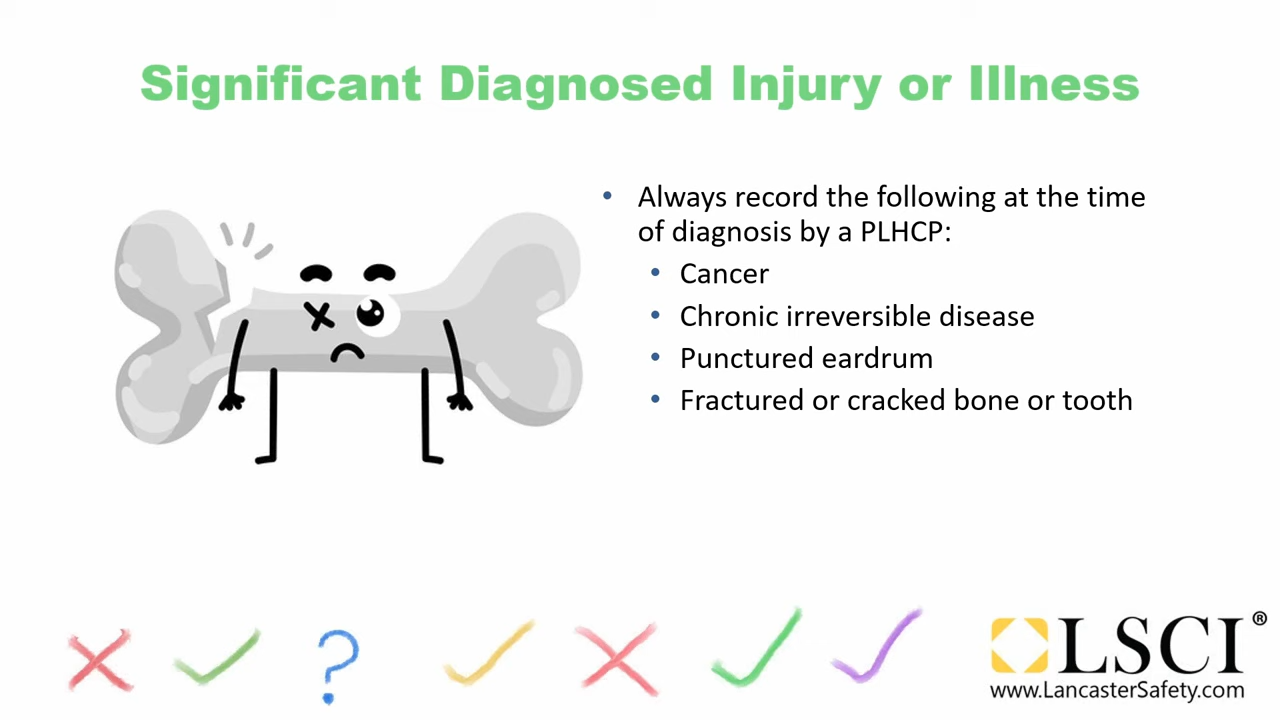 Significant Diagnosed Injury or Illness
• Always record the following at the time
of diagnosis by a PLHCP:
• Cancer
• Chronic irreversible disease
• Punctured eardrum
• Fractured or cracked bone or tooth
?
LSCI®
www.LancasterSafety.com